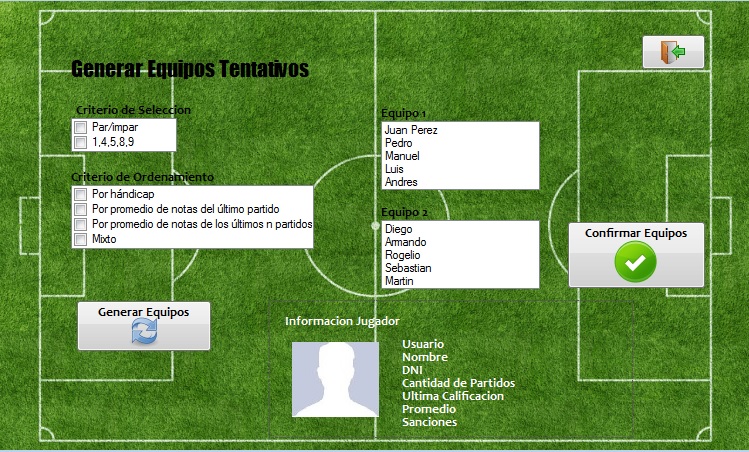 Generar Equipos Tentativos
Criterio de Seleccion
Par/impar
1,4,5,8,9
Criterio de Ordenamiento
Por hándicap
Por promedio de notas del último partido
Por promedio de notas de los últimos n partidos
Mixto
Generar Equipos
Equipo 1
Juan Perez
Pedro
Manuel
Luis
Andres
Equipo 2
Diego
Amando
Rogelio
Sebastian
Martin
Confirmar Equipos
Informacion Jugador
Usuario
Nombre
DNI
Cantidad de Partidos
Ultima Calificacion
Promedio
Sanciones